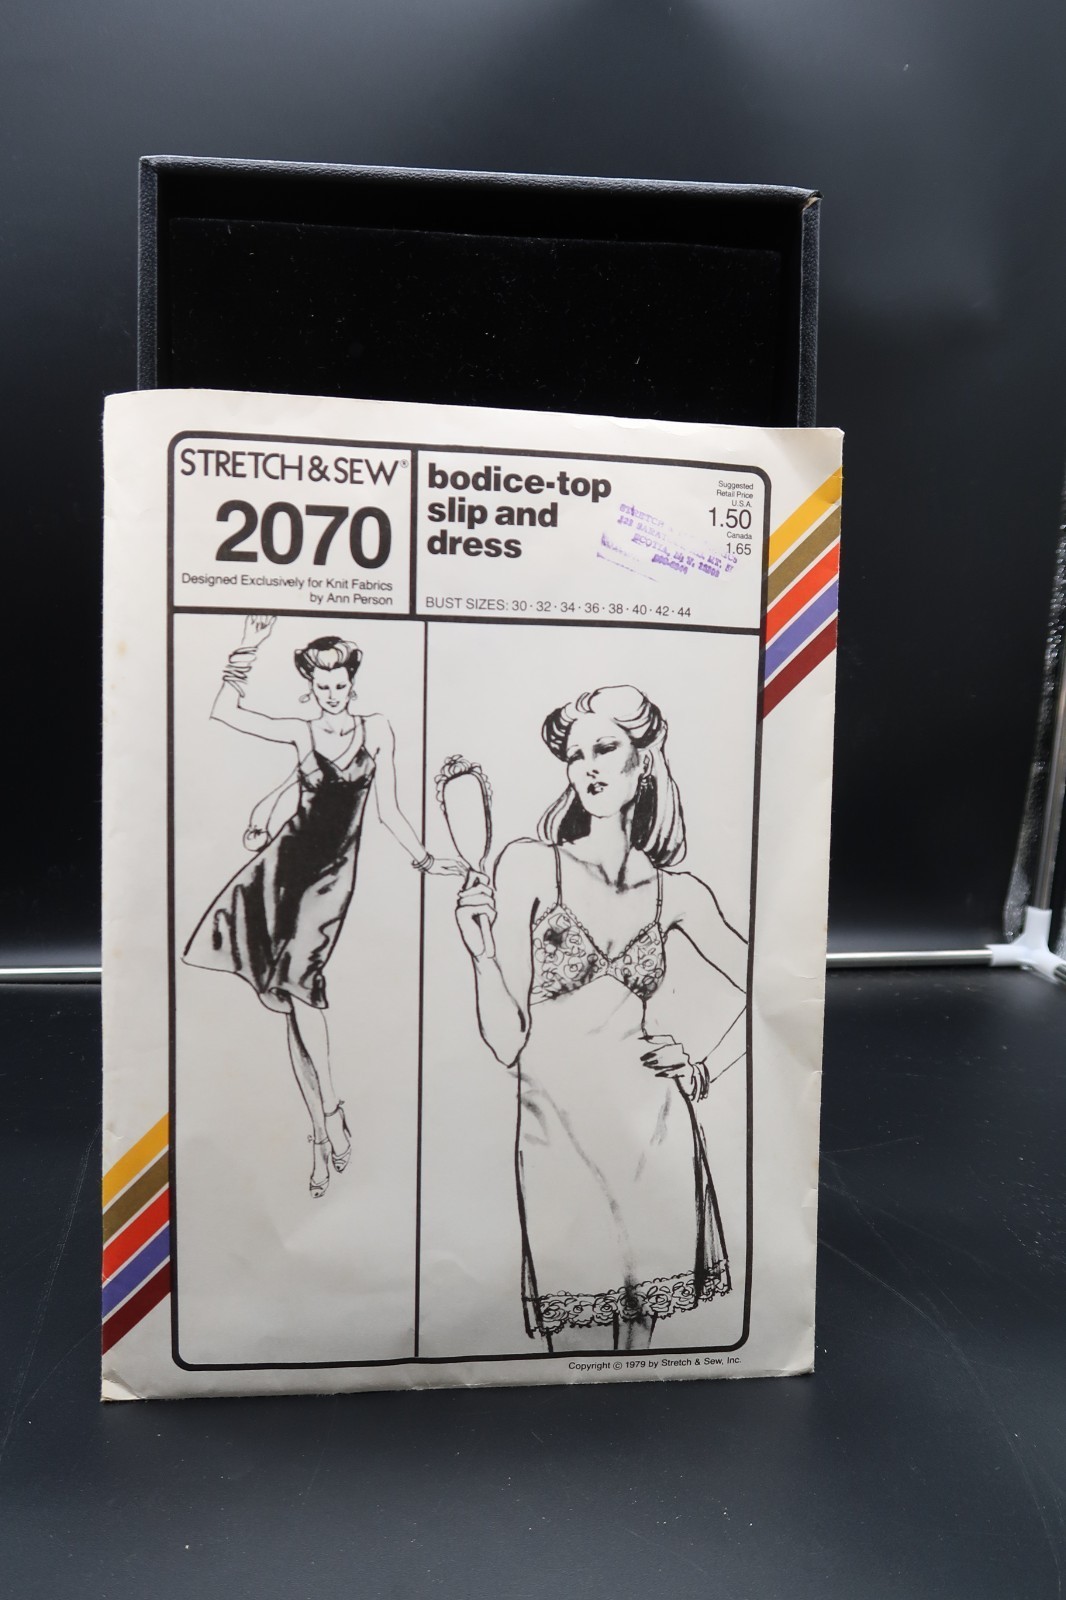 STRETCH & SEW®
2070
Designed Exclusively for Knit Fabrics
by Ann Person
bodice-top
slip and
dress
Suggested
Retail Price
U.S.A.
1.50
Canada
1.65
STRETCH
SCOTIA,
BUST SIZES: 30 · 32 · 34 · 36 · 38 · 40 · 42 · 44
Copyright © 1979 by Stretch & Sew, Inc.